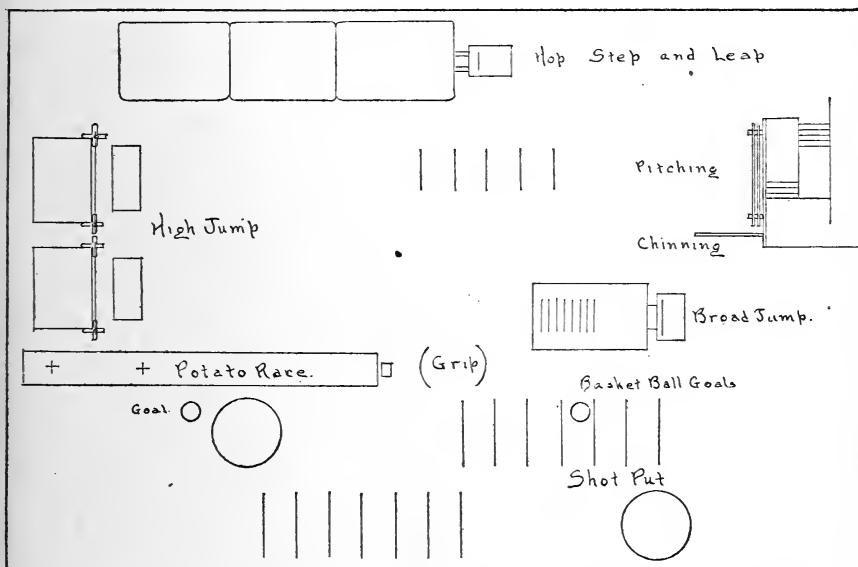 Hop Step and Leap
Pitching
High Jump
Chinning
Broad Jump.
Potato Race.
(Grip)
Basket Ball Goals
Goal.
Shot Put